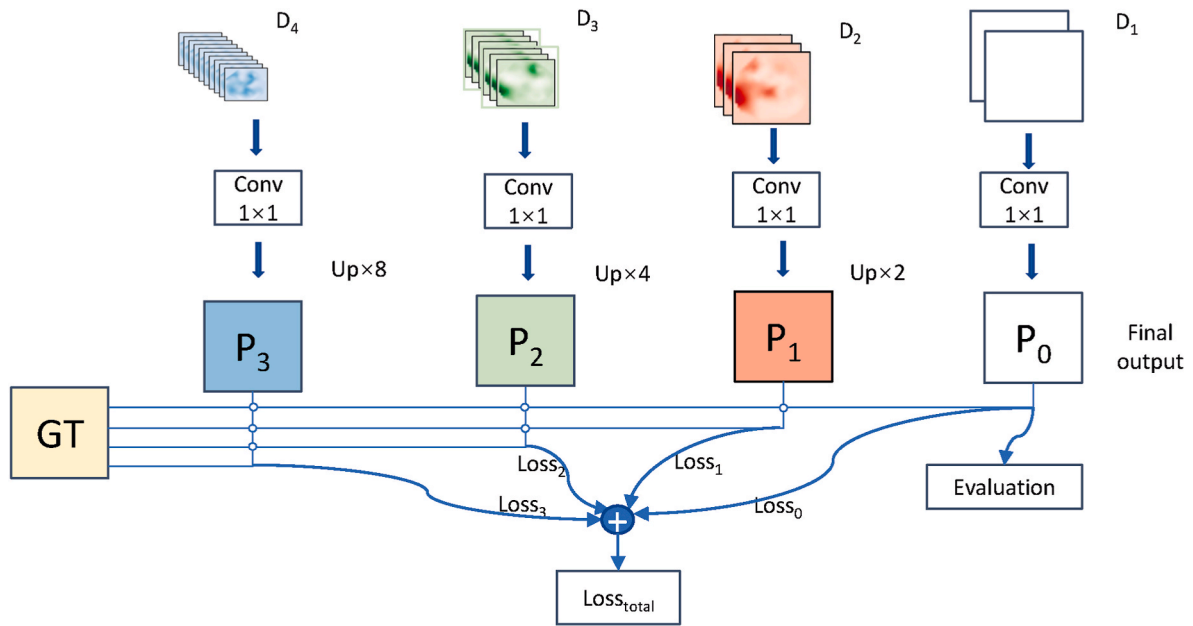 D₄
D₃
D₂
D₁
Conv
1×1
Conv
1×1
Conv
1×1
Conv
1×1
Up×8
Up×4
Up×2
P₃
P₂
P₁
P₀
Final
output
GT
Loss₂
Loss₁
Loss₃
Loss₀
Evaluation
+
Loss_total